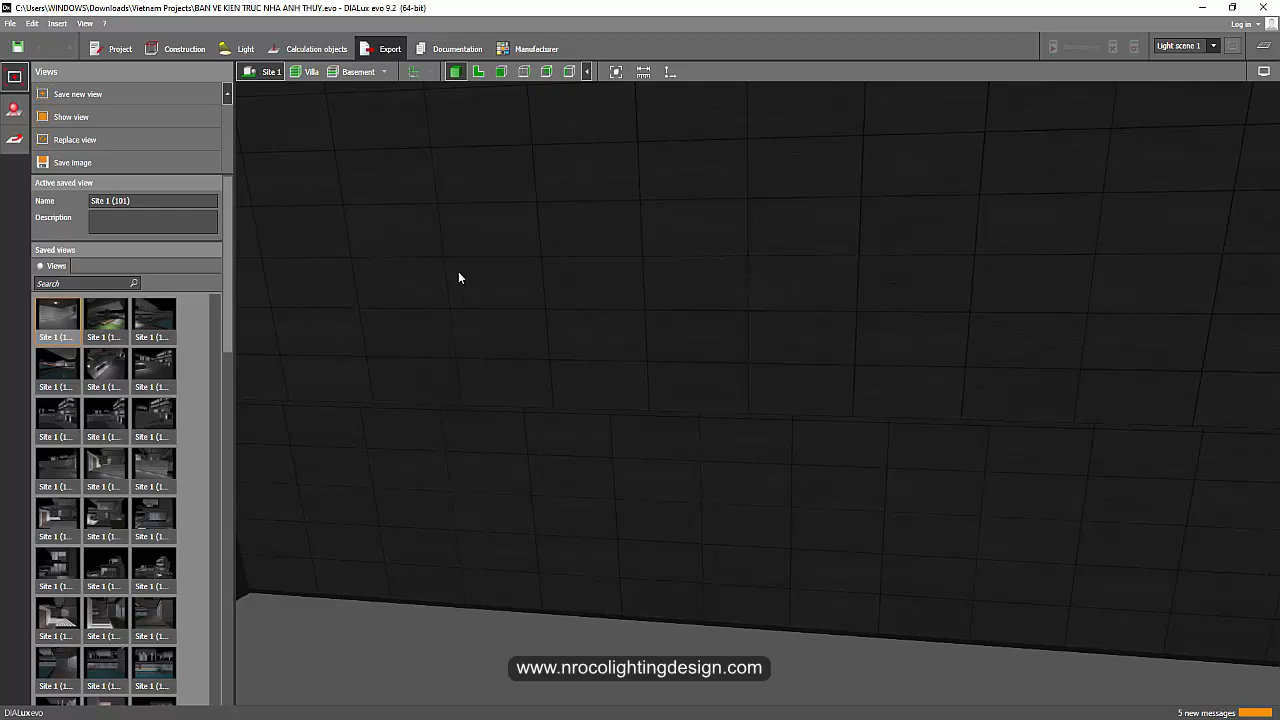 C:\Users\WINDOWS\Downloads\Vietnam Projects\BAN VE KIEN TRUC NHA ANH THUY.evo - DIALux evo 9.2 (64-bit)
File Edit Insert View ?
Log in
Project Construction Light Calculation objects Export Documentation Manufacturer
Light scene 1
Views
Site 1 Villa Basement
Save new view
Show view
Replace view
Save image
Active saved view
Name Site 1 (101)
Description
Saved views
Views
Search
Site 1 (1... Site 1 (1... Site 1 (1...
Site 1 (1... Site 1 (1... Site 1 (1...
Site 1 (1... Site 1 (1... Site 1 (1...
Site 1 (1... Site 1 (1... Site 1 (1...
Site 1 (1... Site 1 (1... Site 1 (1...
Site 1 (1... Site 1 (1... Site 1 (1...
Site 1 (1... Site 1 (1... Site 1 (1...
Site 1 (1... Site 1 (1... Site 1 (1...
www.nrocolightingdesign.com
DIALux evo
5 new messages